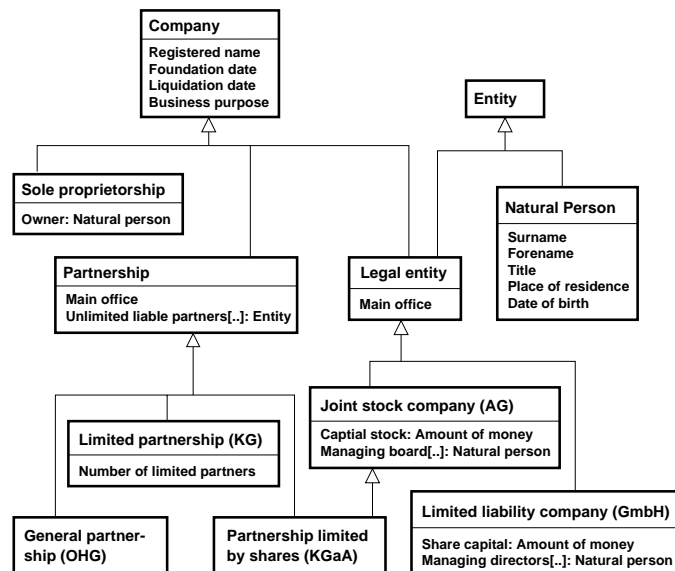 Company
Registered name
Foundation date
Liquidation date
Business purpose
Entity
Sole proprietorship
Owner: Natural person
Natural Person
Surname
Forename
Title
Place of residence
Date of birth
Partnership
Main office
Unlimited liable partners[..]: Entity
Legal entity
Main office
Limited partnership (KG)
Number of limited partners
Joint stock company (AG)
Captial stock: Amount of money
Managing board[..]: Natural person
General partner-
ship (OHG)
Partnership limited
by shares (KGaA)
Limited liability company (GmbH)
Share capital: Amount of money
Managing directors[..]: Natural person